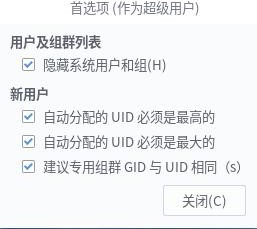 首选项 (作为超级用户)
用户及组群列表
隐藏系统用户和组(H)
新用户
自动分配的 UID 必须是最高的
自动分配的 UID 必须是最大的
建议专用组群 GID 与 UID 相同（s）
关闭(C)